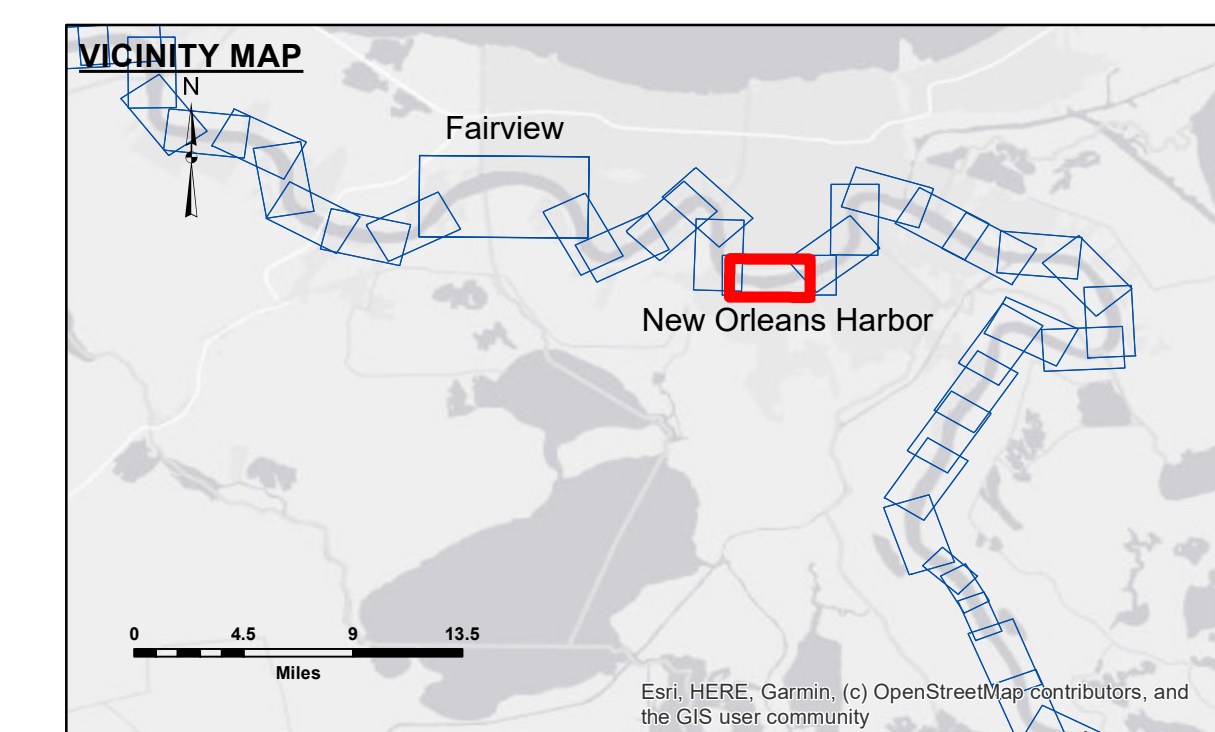 VICINITY MAP
N
Fairview
New Orleans Harbor
0 4.5 9 13.5
Miles
Esri, HERE, Garmin, (c) OpenStreetMap contributors, and
the GIS user community